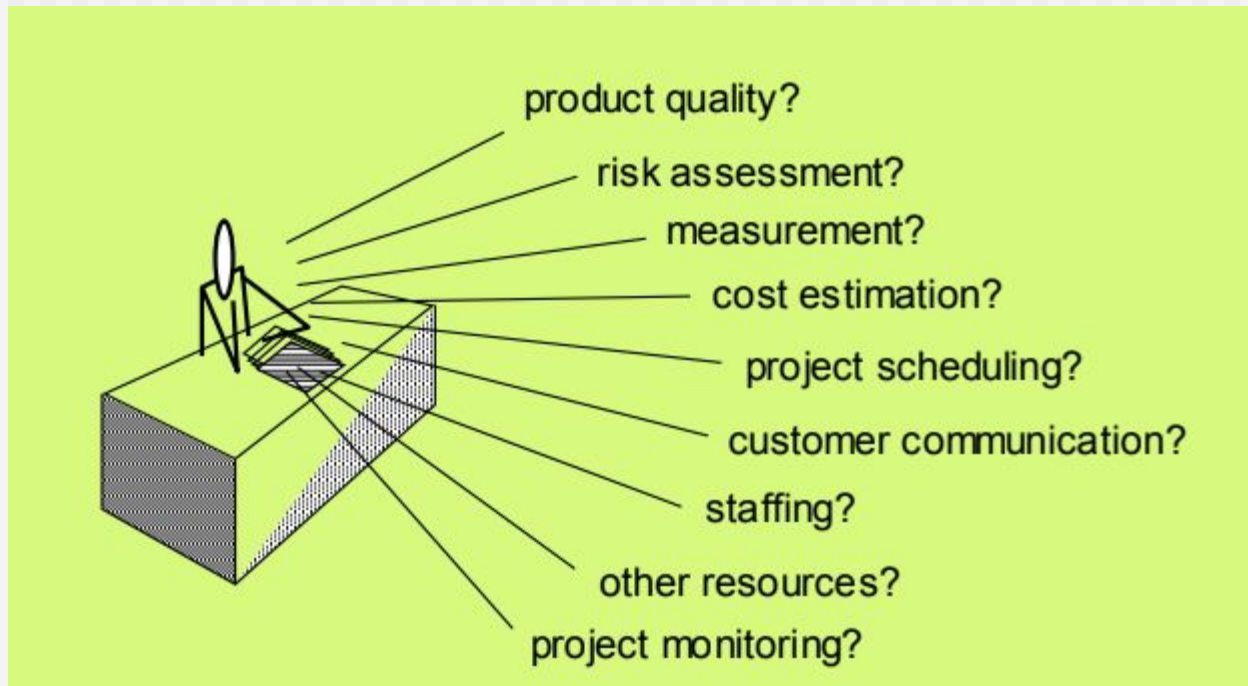 product quality?
risk assessment?
measurement?
cost estimation?
project scheduling?
customer communication?
staffing?
other resources?
project monitoring?